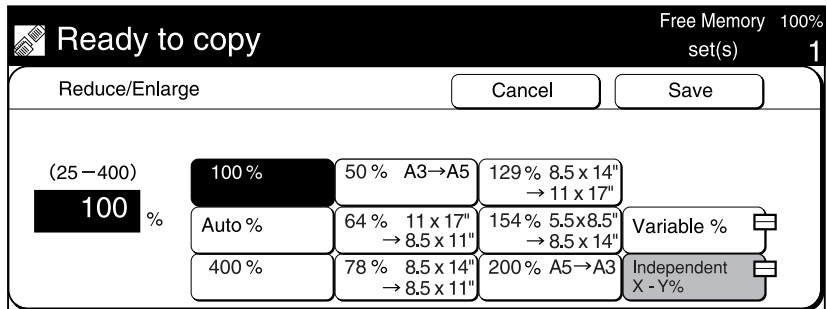 Ready to copy
Free Memory 100%
set(s) 1
Reduce/Enlarge
Cancel
Save
(25－400)
100 %
100 %
Auto %
400 %
50 % A3→A5
64 % 11 x 17"
→ 8.5 x 11"
78 % 8.5 x 14"
→ 8.5 x 11"
129 % 8.5 x 14"
→ 11 x 17"
154 % 5.5x8.5"
→ 8.5 x 14"
200 % A5→A3
Variable %
Independent
X - Y%